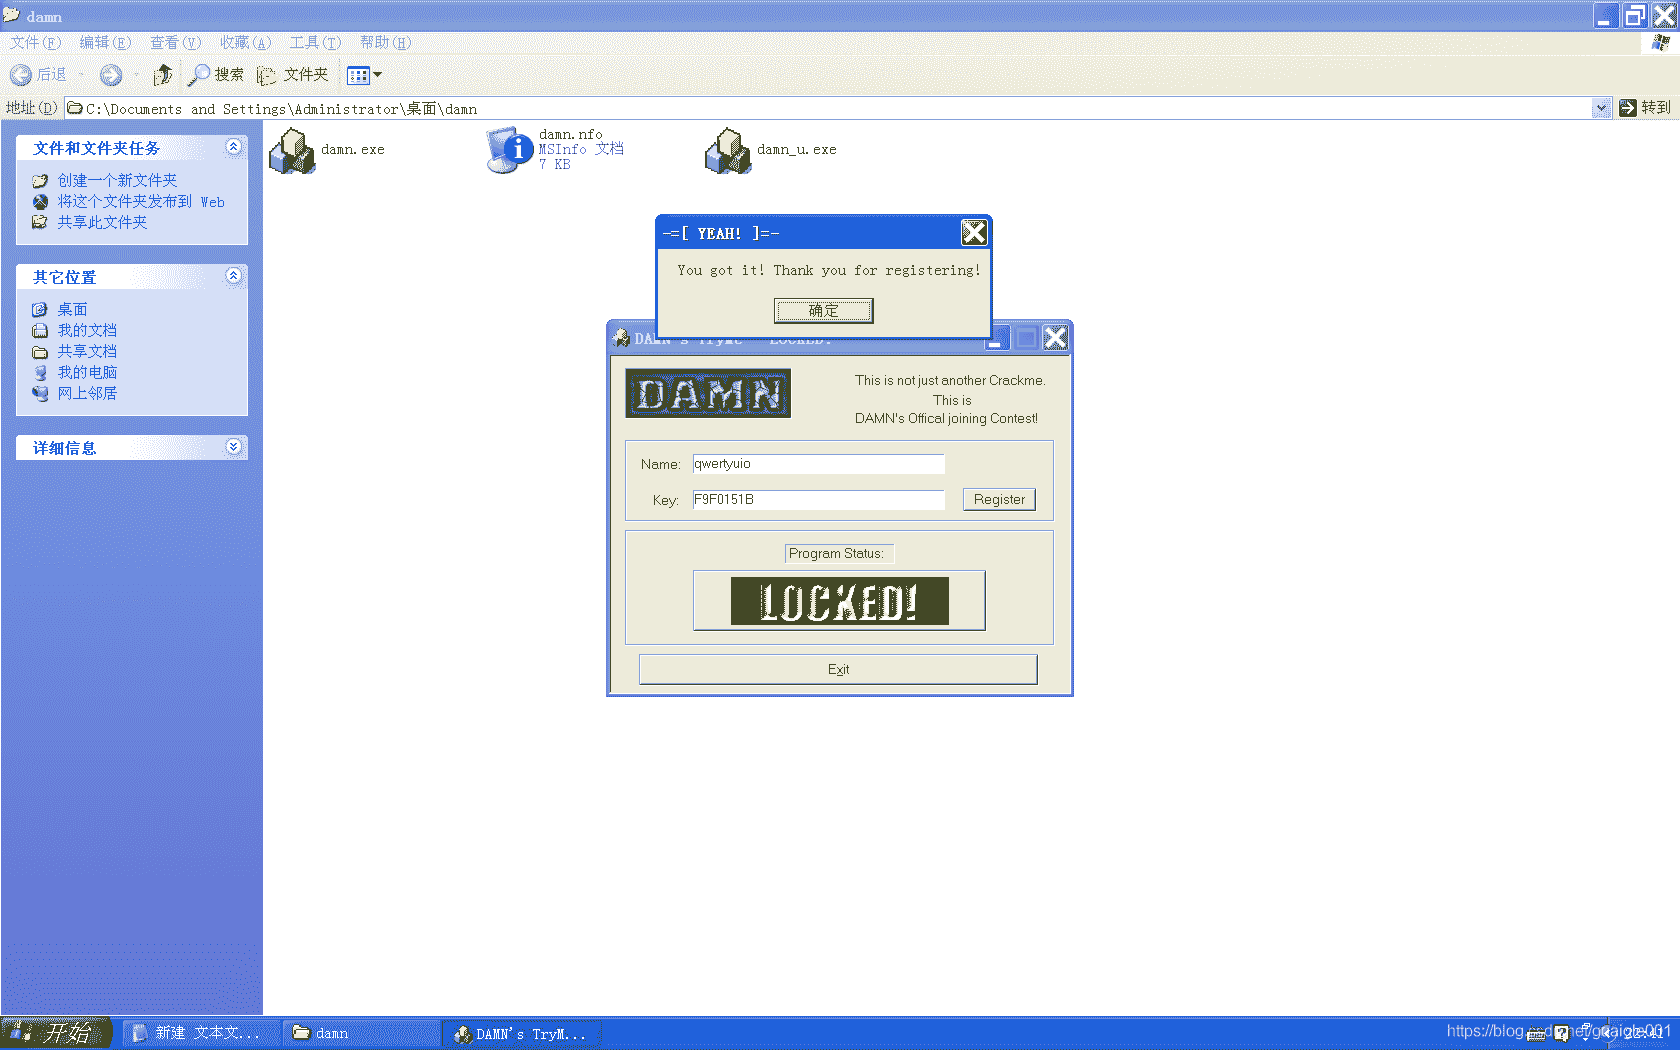 damn
文件(F) 编辑(E) 查看(V) 收藏(A) 工具(T) 帮助(H)
后退 搜索 文件夹
地址(D) C:\Documents and Settings\Administrator\桌面\damn 转到
文件和文件夹任务
创建一个新文件夹
将这个文件夹发布到 Web
共享此文件夹
其它位置
桌面
我的文档
共享文档
我的电脑
网上邻居
详细信息
damn.exe
damn.nfo
MSInfo 文档
7 KB
damn_u.exe
-=[ YEAH! ]=-
You got it! Thank you for registering!
确定
DAMN's TryMe LOCKED!
DAMN
This is not just another Crackme.
This is
DAMN's Offical joining Contest!
Name: qwertyuio
Key: F9F0151B Register
Program Status:
LOCKED!
Exit
开始 新建 文本文... damn DAMN's TryM... 22:41